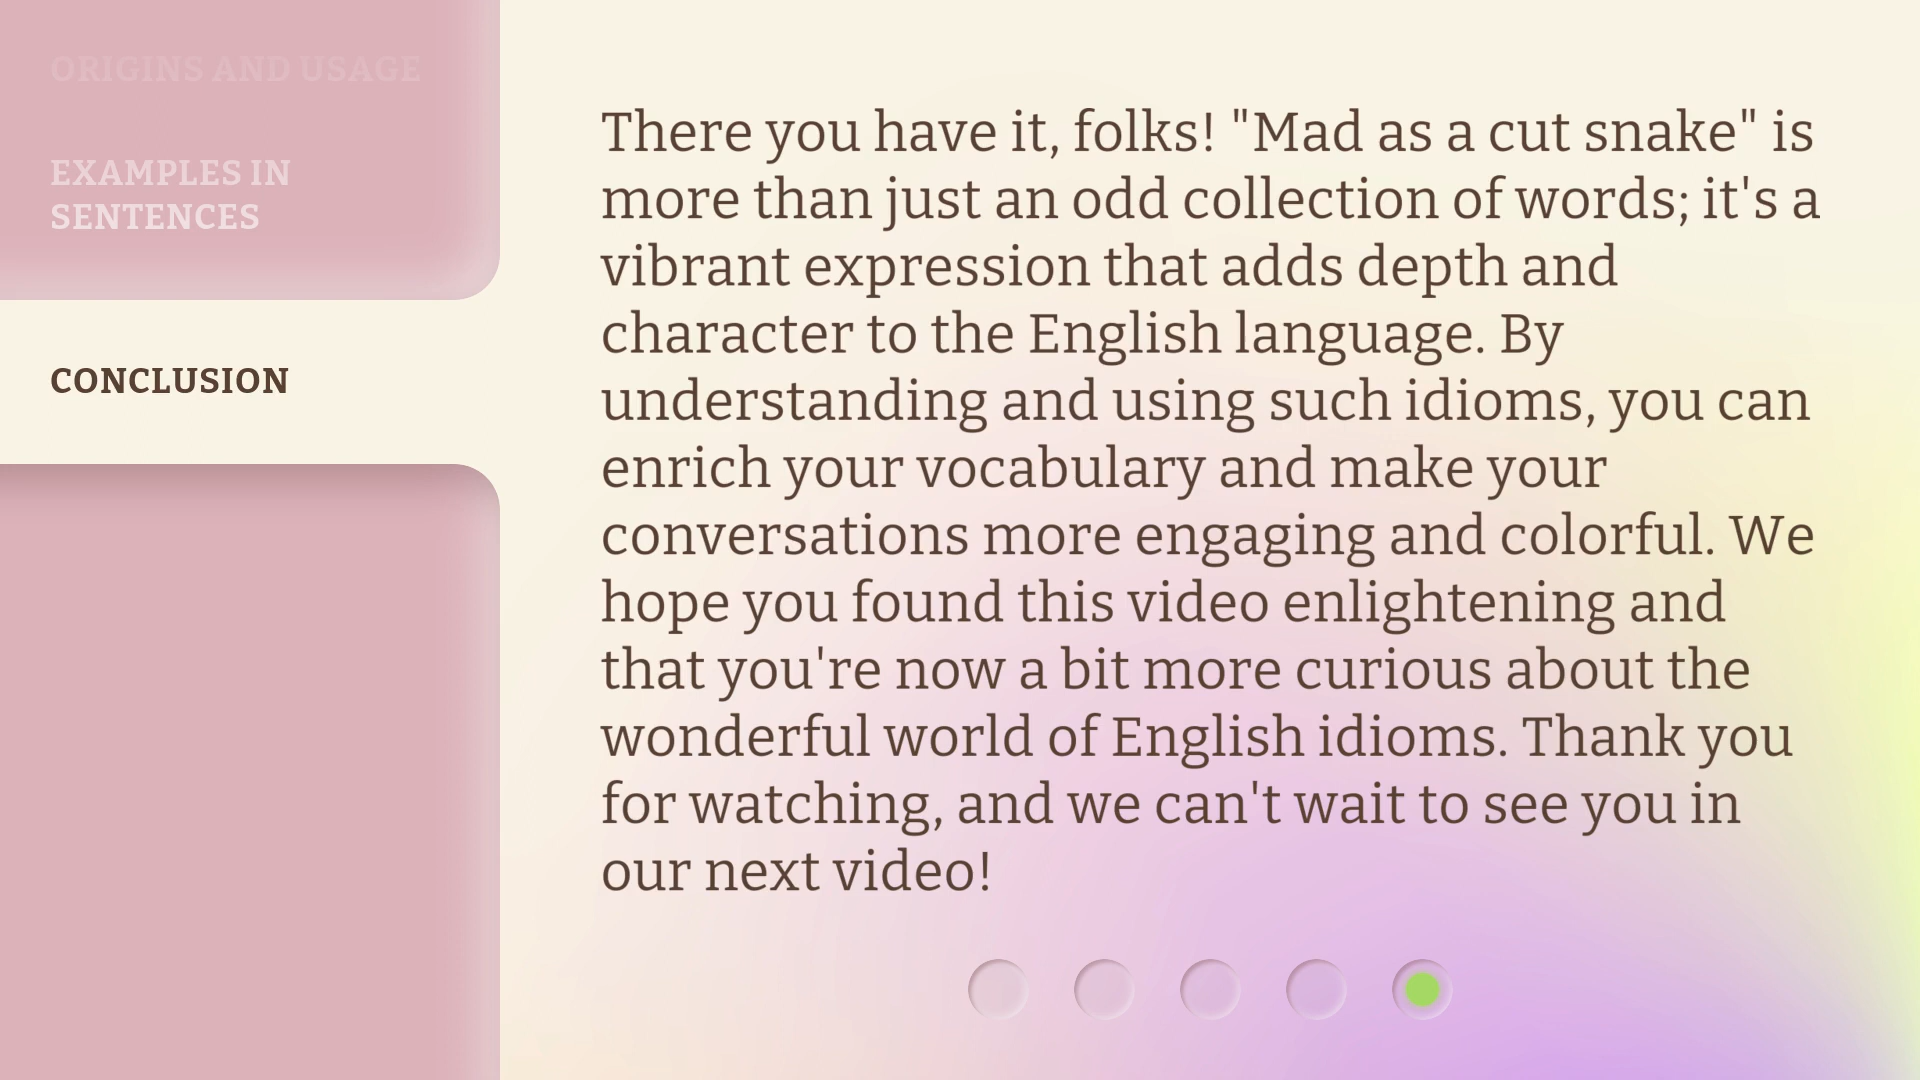 ORIGINS AND USAGE
EXAMPLES IN
SENTENCES
CONCLUSION
There you have it, folks! "Mad as a cut snake" is
more than just an odd collection of words; it's a
vibrant expression that adds depth and
character to the English language. By
understanding and using such idioms, you can
enrich your vocabulary and make your
conversations more engaging and colorful. We
hope you found this video enlightening and
that you're now a bit more curious about the
wonderful world of English idioms. Thank you
for watching, and we can't wait to see you in
our next video!